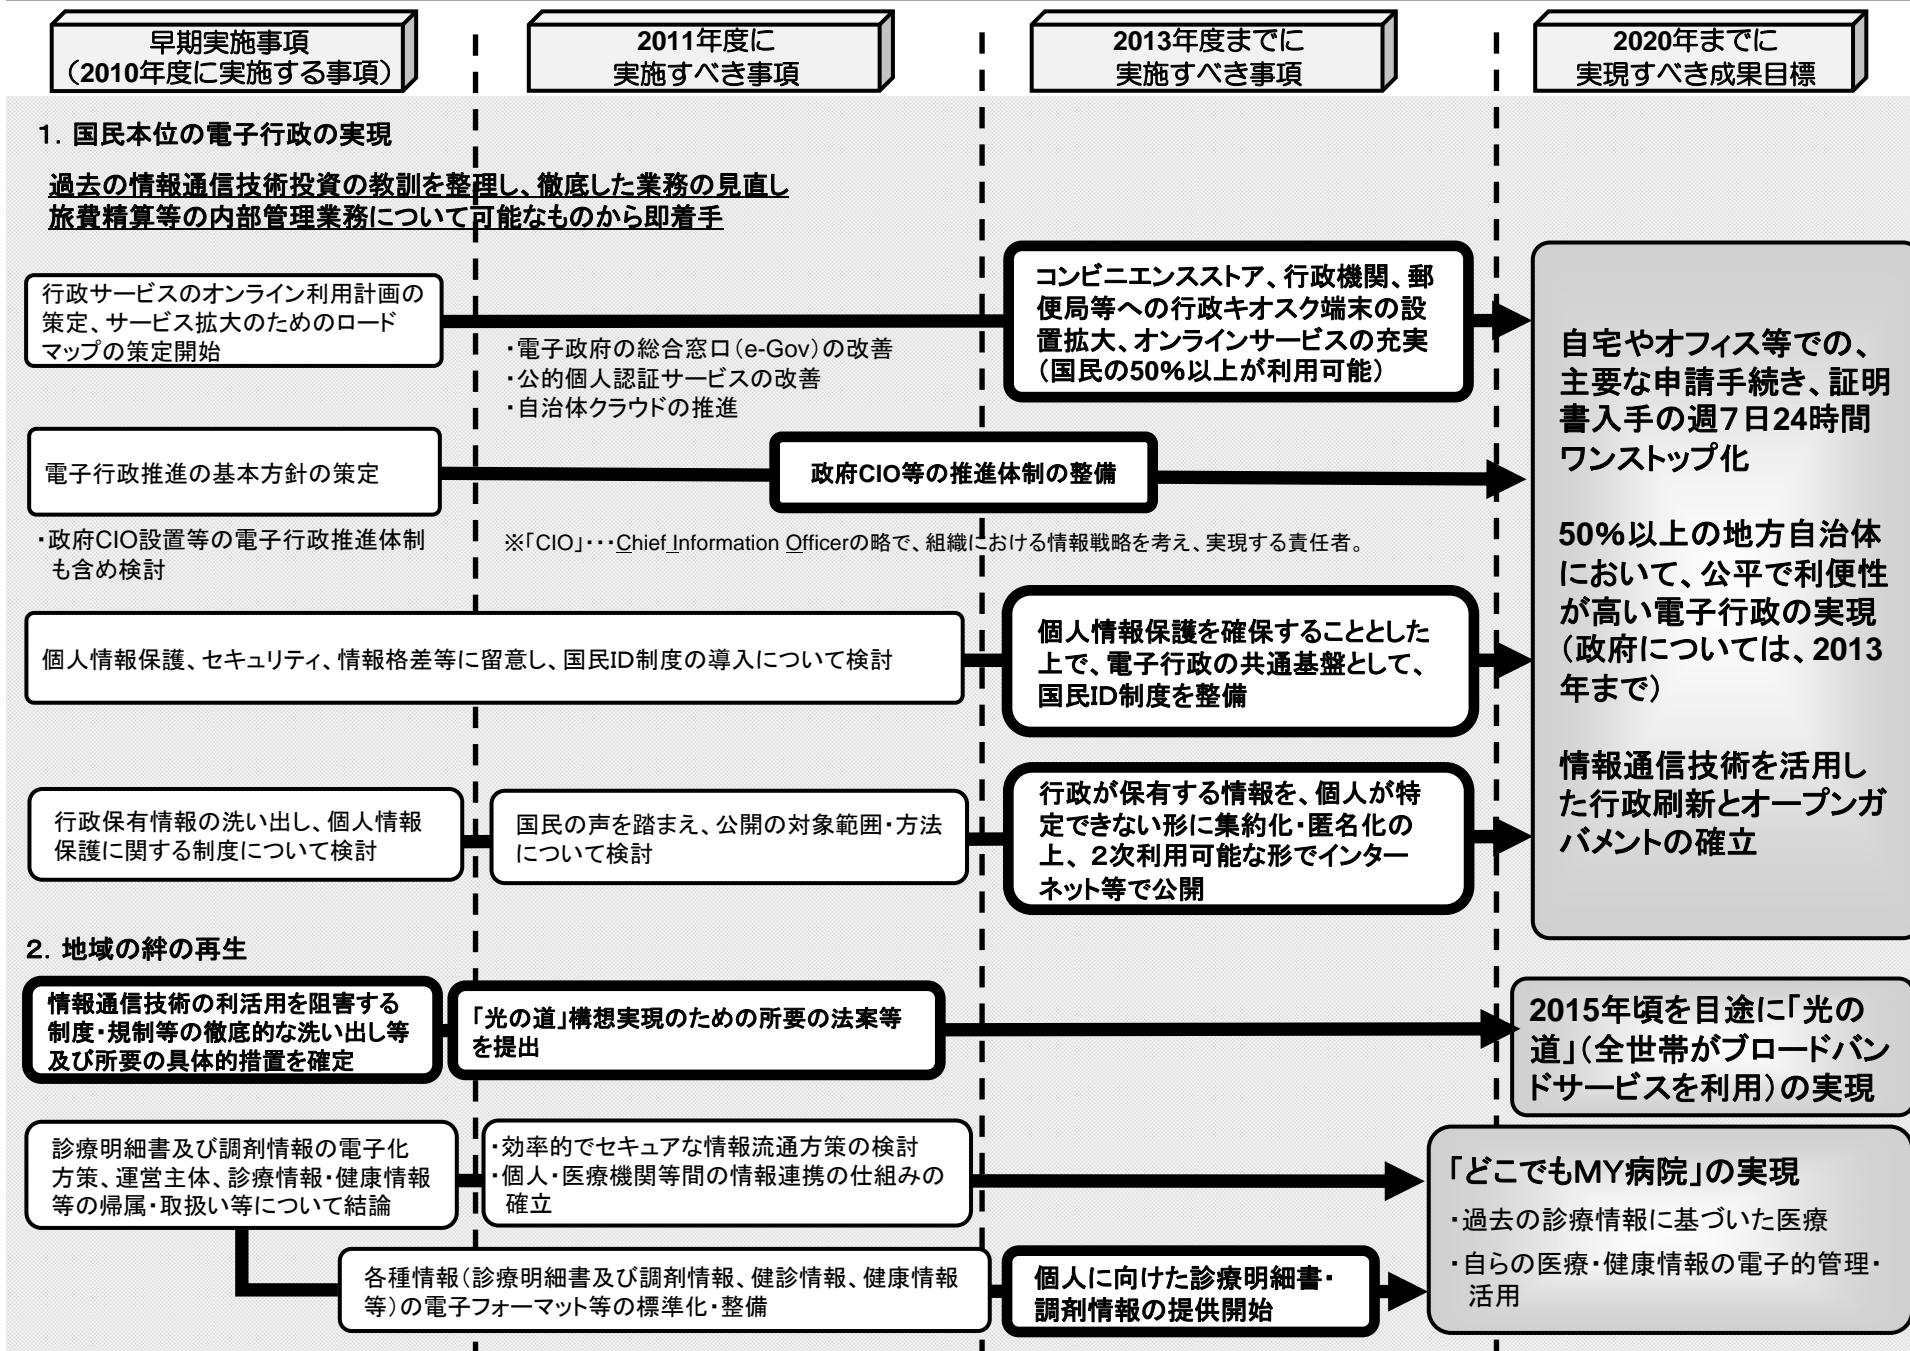 早期実施事項
（2010年度に実施する事項）
2011年度に
実施すべき事項
2013年度までに
実施すべき事項
2020年までに
実現すべき成果目標
１．国民本位の電子行政の実現
過去の情報通信技術投資の教訓を整理し、徹底した業務の見直し
旅費精算等の内部管理業務について可能なものから即着手
行政サービスのオンライン利用計画の
策定、サービス拡大のためのロード
マップの策定開始
・電子政府の総合窓口（e-Gov）の改善
・公的個人認証サービスの改善
・自治体クラウドの推進
コンビニエンスストア、行政機関、郵
便局等への行政キオスク端末の設
置拡大、オンラインサービスの充実
（国民の50%以上が利用可能）
電子行政推進の基本方針の策定
政府CIO等の推進体制の整備
・政府CIO設置等の電子行政推進体制
も含め検討
※「CIO」・・・Chief Information Officerの略で、組織における情報戦略を考え、実現する責任者。
個人情報保護、セキュリティ、情報格差等に留意し、国民ID制度の導入について検討
個人情報保護を確保することとした
上で、電子行政の共通基盤として、
国民ID制度を整備
行政保有情報の洗い出し、個人情報
保護に関する制度について検討
国民の声を踏まえ、公開の対象範囲・方法
について検討
行政が保有する情報を、個人が特
定できない形に集約化・匿名化の
上、２次利用可能な形でインター
ネット等で公開
自宅やオフィス等での、
主要な申請手続き、証明
書入手の週７日24時間
ワンストップ化
50%以上の地方自治体
において、公平で利便性
が高い電子行政の実現
（政府については、2013
年まで）
情報通信技術を活用し
た行政刷新とオープンガ
バメントの確立
２．地域の絆の再生
情報通信技術の利活用を阻害する
制度・規制等の徹底的な洗い出し等
及び所要の具体的措置を確定
「光の道」構想実現のための所要の法案等
を提出
2015年頃を目途に「光の
道」（全世帯がブロードバン
ドサービスを利用）の実現
診療明細書及び調剤情報の電子化
方策、運営主体、診療情報・健康情報
等の帰属・取扱い等について結論
・効率的でセキュアな情報流通方策の検討
・個人・医療機関等間の情報連携の仕組みの
確立
「どこでもMY病院」の実現
・過去の診療情報に基づいた医療
・自らの医療・健康情報の電子的管理・
活用
各種情報（診療明細書及び調剤情報、健診情報、健康情報
等）の電子フォーマット等の標準化・整備
個人に向けた診療明細書・
調剤情報の提供開始